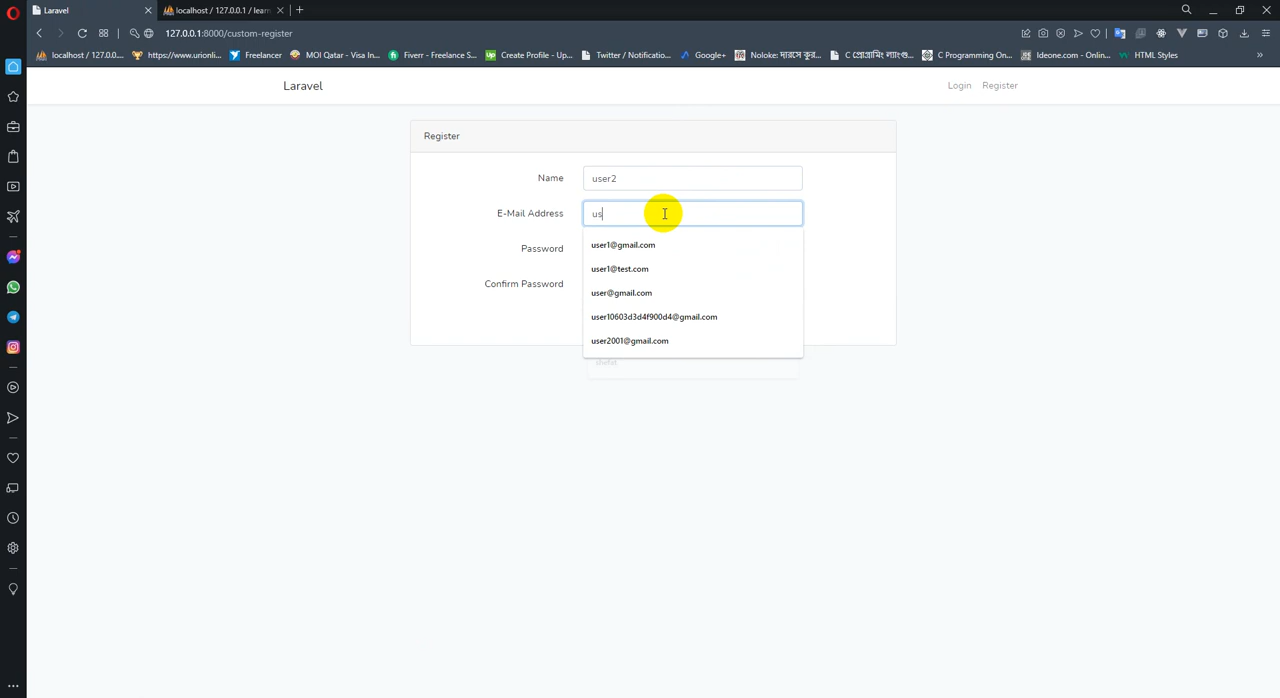 Laravel
localhost / 127.0.0.1 / lear
127.0.0.1:8000/custom-register
localhost / 127.0.0....
https://www.urionli...
Freelancer
MOI Qatar - Visa In...
Fiverr - Freelance S...
Create Profile - Up...
Twitter / Notificatio...
Google+
Noloke: দারসে কুর...
C প্রোগ্রামিং ল্যাংগু...
C Programming On...
Ideone.com - Onlin...
HTML Styles
Laravel
Login
Register
Register
Name
user2
E-Mail Address
us
user1@gmail.com
Password
user1@test.com
Confirm Password
user@gmail.com
user10603d3d4f900d4@gmail.com
user2001@gmail.com